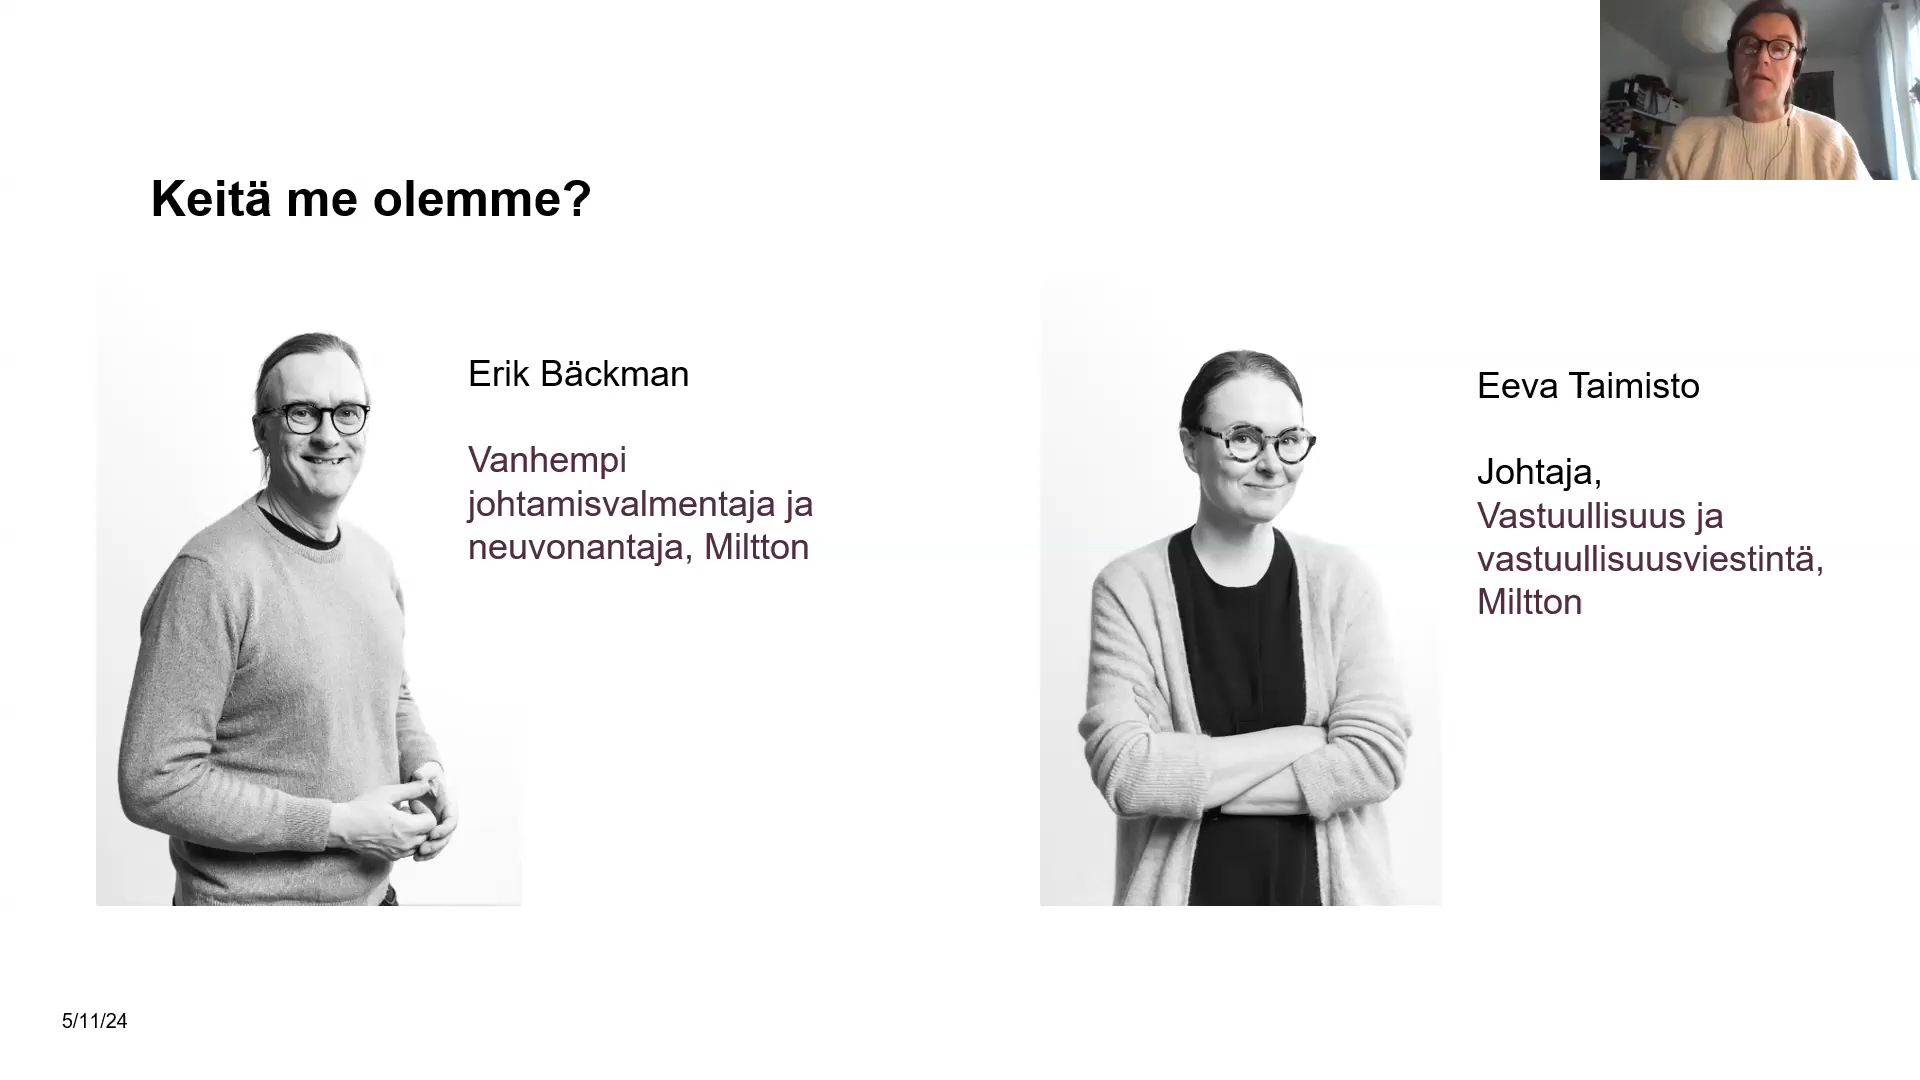 Keitä me olemme?
Erik Bäckman
Vanhempi
johtamisvalmentaja ja
neuvonantaja, Miltton
Eeva Taimisto
Johtaja,
Vastuullisuus ja
vastuullisuusviestintä,
Miltton
5/11/24